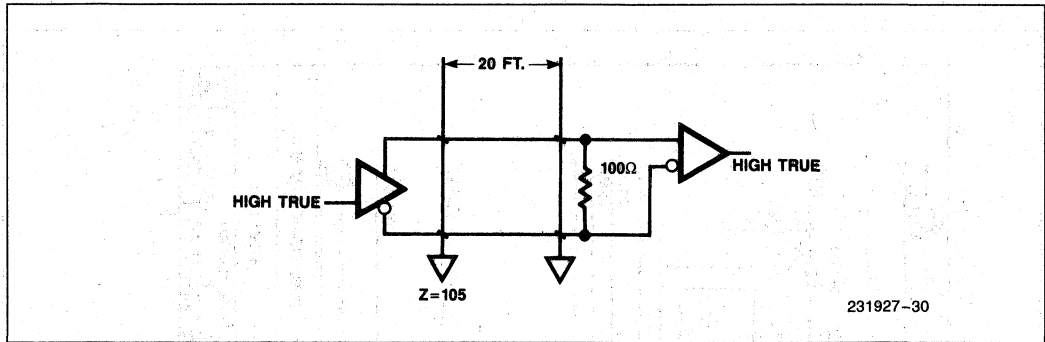 20 FT.
100Ω
HIGH TRUE
HIGH TRUE
Z=105
231927-30